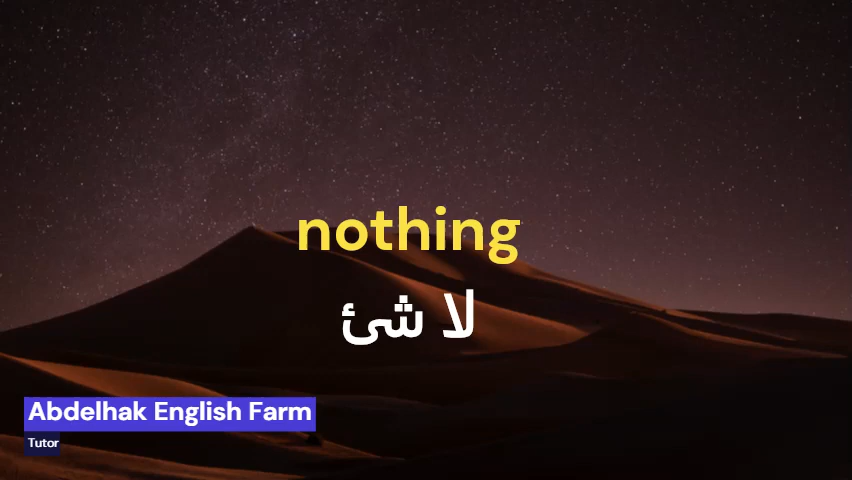 nothing
لا شئ
Abdelhak English Farm
Tutor